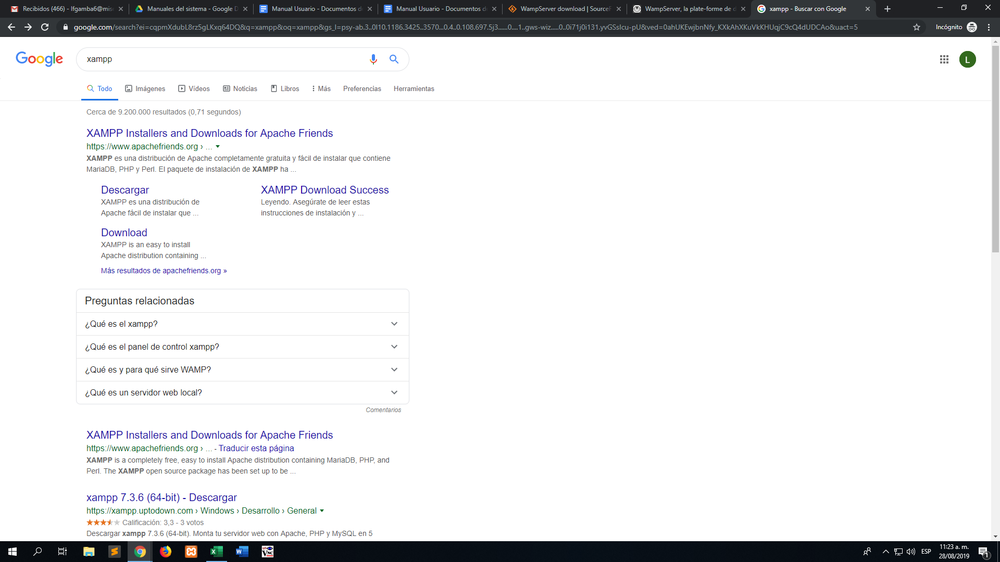 Recibidos (466) - lfgamba6@mise
Manuales del sistema - Google D
Manual Usuario - Documentos de
Manual Usuario - Documentos de
WampServer download | SourceF
WampServer, la plate-forme de d
xampp - Buscar con Google
google.com/search?ei=cqpmXdubL8rz5gLKxq64DQ&q=xampp&oq=xampp&gs_l=psy-ab.3..0l10.1186.3425..3570...0.4..0.108.697.5j3......0....1..gws-wiz.....0..0i71j0i131.yvGSsIcu-pU&ved=0ahUKEwjbnNfy_KXkAhXKuVkKHUqjC9cQ4dUDCAo&uact=5
Incógnito
Google
xampp
L
Todo
Imágenes
Vídeos
Noticias
Libros
Más
Preferencias
Herramientas
Cerca de 9.200.000 resultados (0,71 segundos)
XAMPP Installers and Downloads for Apache Friends
https://www.apachefriends.org › ...
XAMPP es una distribución de Apache completamente gratuita y fácil de instalar que contiene
MariaDB, PHP y Perl. El paquete de instalación de XAMPP ha ...
Descargar
XAMPP es una distribución de
Apache fácil de instalar que ...
XAMPP Download Success
Leyendo. Asegúrate de leer estas
instrucciones de instalación y ...
Download
XAMPP is an easy to install
Apache distribution containing ...
Más resultados de apachefriends.org »
Preguntas relacionadas
¿Qué es el xampp?
¿Qué es el panel de control xampp?
¿Qué es y para qué sirve WAMP?
¿Qué es un servidor web local?
Comentarios
XAMPP Installers and Downloads for Apache Friends
https://www.apachefriends.org › ... - Traducir esta página
XAMPP is a completely free, easy to install Apache distribution containing MariaDB, PHP, and
Perl. The XAMPP open source package has been set up to be ...
xampp 7.3.6 (64-bit) - Descargar
https://xampp.uptodown.com › Windows › Desarrollo › General
Calificación: 3,3 - 3 votos
Descargar xampp 7.3.6 (64-bit). Monta tu servidor web con Apache, PHP y MySQL en 5
ESP
11:23 a. m.
28/08/2019
1